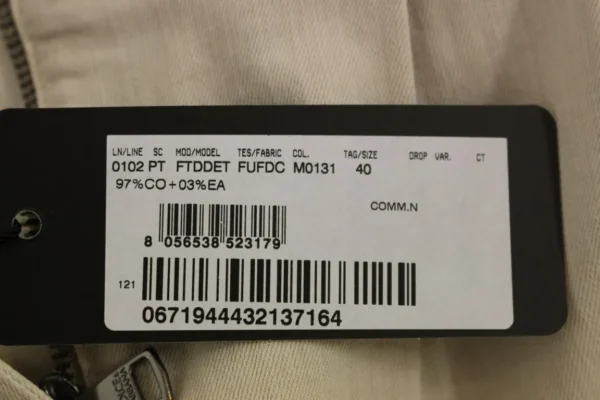 LN/LINE SC MOD/MODEL TES/FABRIC COL. TAG/SIZE DROP VAR. CT
0102 PT FTDDET FUFDC M0131 40
97%CO+03%EA
COMM.N
8 056538 523179
121
0671944432137164